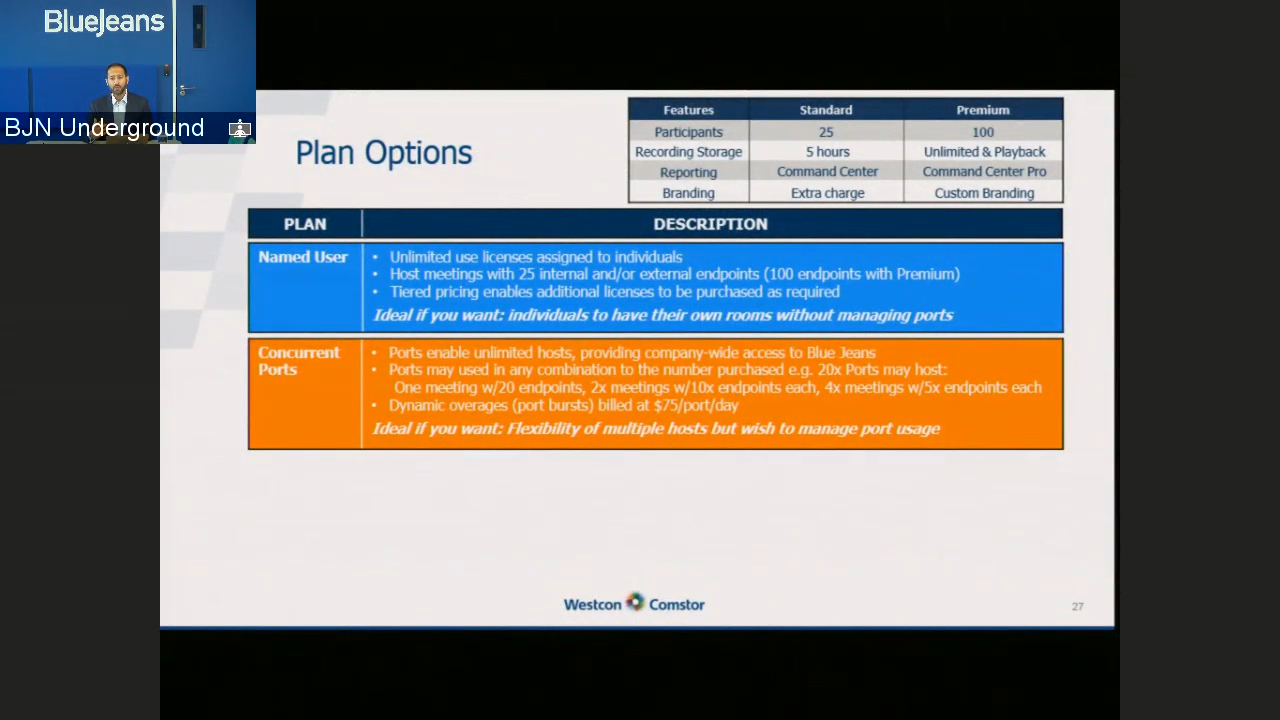 BlueJeans
BJN Underground
Plan Options
Features Standard Premium
Participants 25 100
Recording Storage 5 hours Unlimited & Playback
Reporting Command Center Command Center Pro
Branding Extra charge Custom Branding
PLAN DESCRIPTION
Named User
• Unlimited use licenses assigned to individuals
• Host meetings with 25 internal and/or external endpoints (100 endpoints with Premium)
• Tiered pricing enables additional licenses to be purchased as required
Ideal if you want: individuals to have their own rooms without managing ports
Concurrent
Ports
• Ports enable unlimited hosts, providing company-wide access to Blue Jeans
• Ports may used in any combination to the number purchased e.g. 20x Ports may host:
One meeting w/20 endpoints, 2x meetings w/10x endpoints each, 4x meetings w/5x endpoints each
• Dynamic overages (port bursts) billed at $75/port/day
Ideal if you want: Flexibility of multiple hosts but wish to manage port usage
Westcon Comstor
27